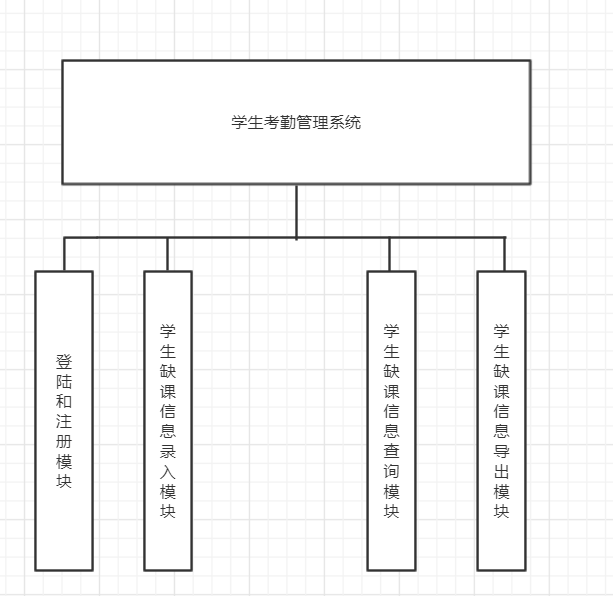 学生考勤管理系统
登陆和注册模块
学生缺课信息录入模块
学生缺课信息查询模块
学生缺课信息导出模块